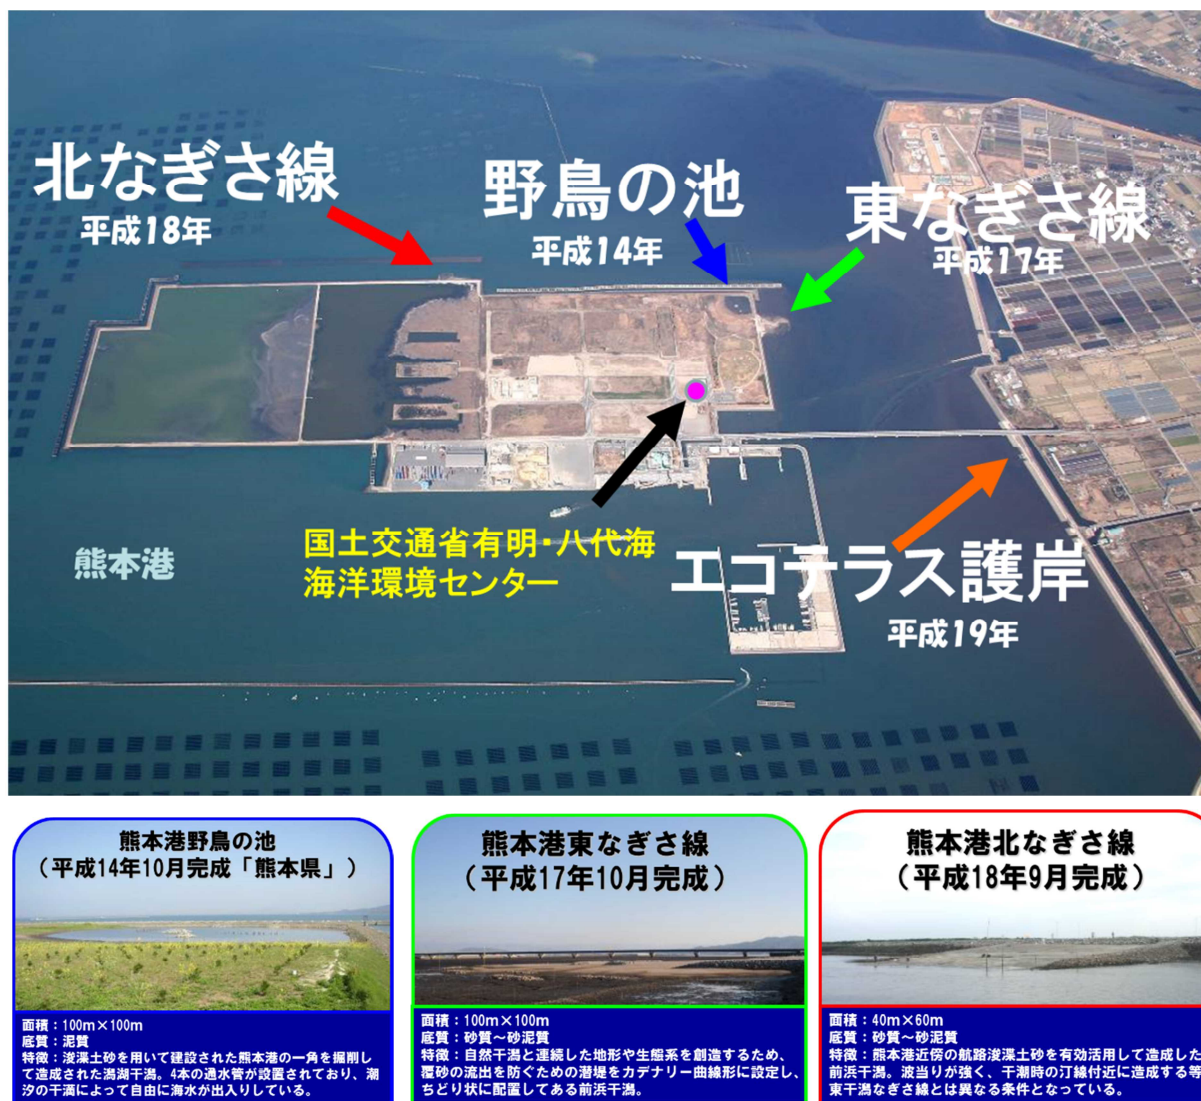 北なぎさ線
平成18年
野鳥の池
平成14年
東なぎさ線
平成17年
国土交通省有明・八代海
海洋環境センター
熊本港
エコテラス護岸
平成19年
熊本港野鳥の池
（平成14年10月完成「熊本県」）
面積：100m×100m
底質：泥質
特徴：浚渫土砂を用いて建設された熊本港の一角を掘削し
て造成された潟湖干潟。4本の通水管が設置されており、潮
汐の干満によって自由に海水が出入りしている。
熊本港東なぎさ線
（平成17年10月完成）
面積：100m×100m
底質：砂質～砂泥質
特徴：自然干潟と連続した地形や生態系を創造するため、
覆砂の流出を防ぐための潜堤をカテナリー曲線形に設定し、
ちどり状に配置してある前浜干潟。
熊本港北なぎさ線
（平成18年9月完成）
面積：40m×60m
底質：砂質～砂泥質
特徴：熊本港近傍の航路浚渫土砂を有効活用して造成した
前浜干潟。波当りが強く、干潮時の汀線付近に造成する等
東干潟なぎさ線とは異なる条件となっている。